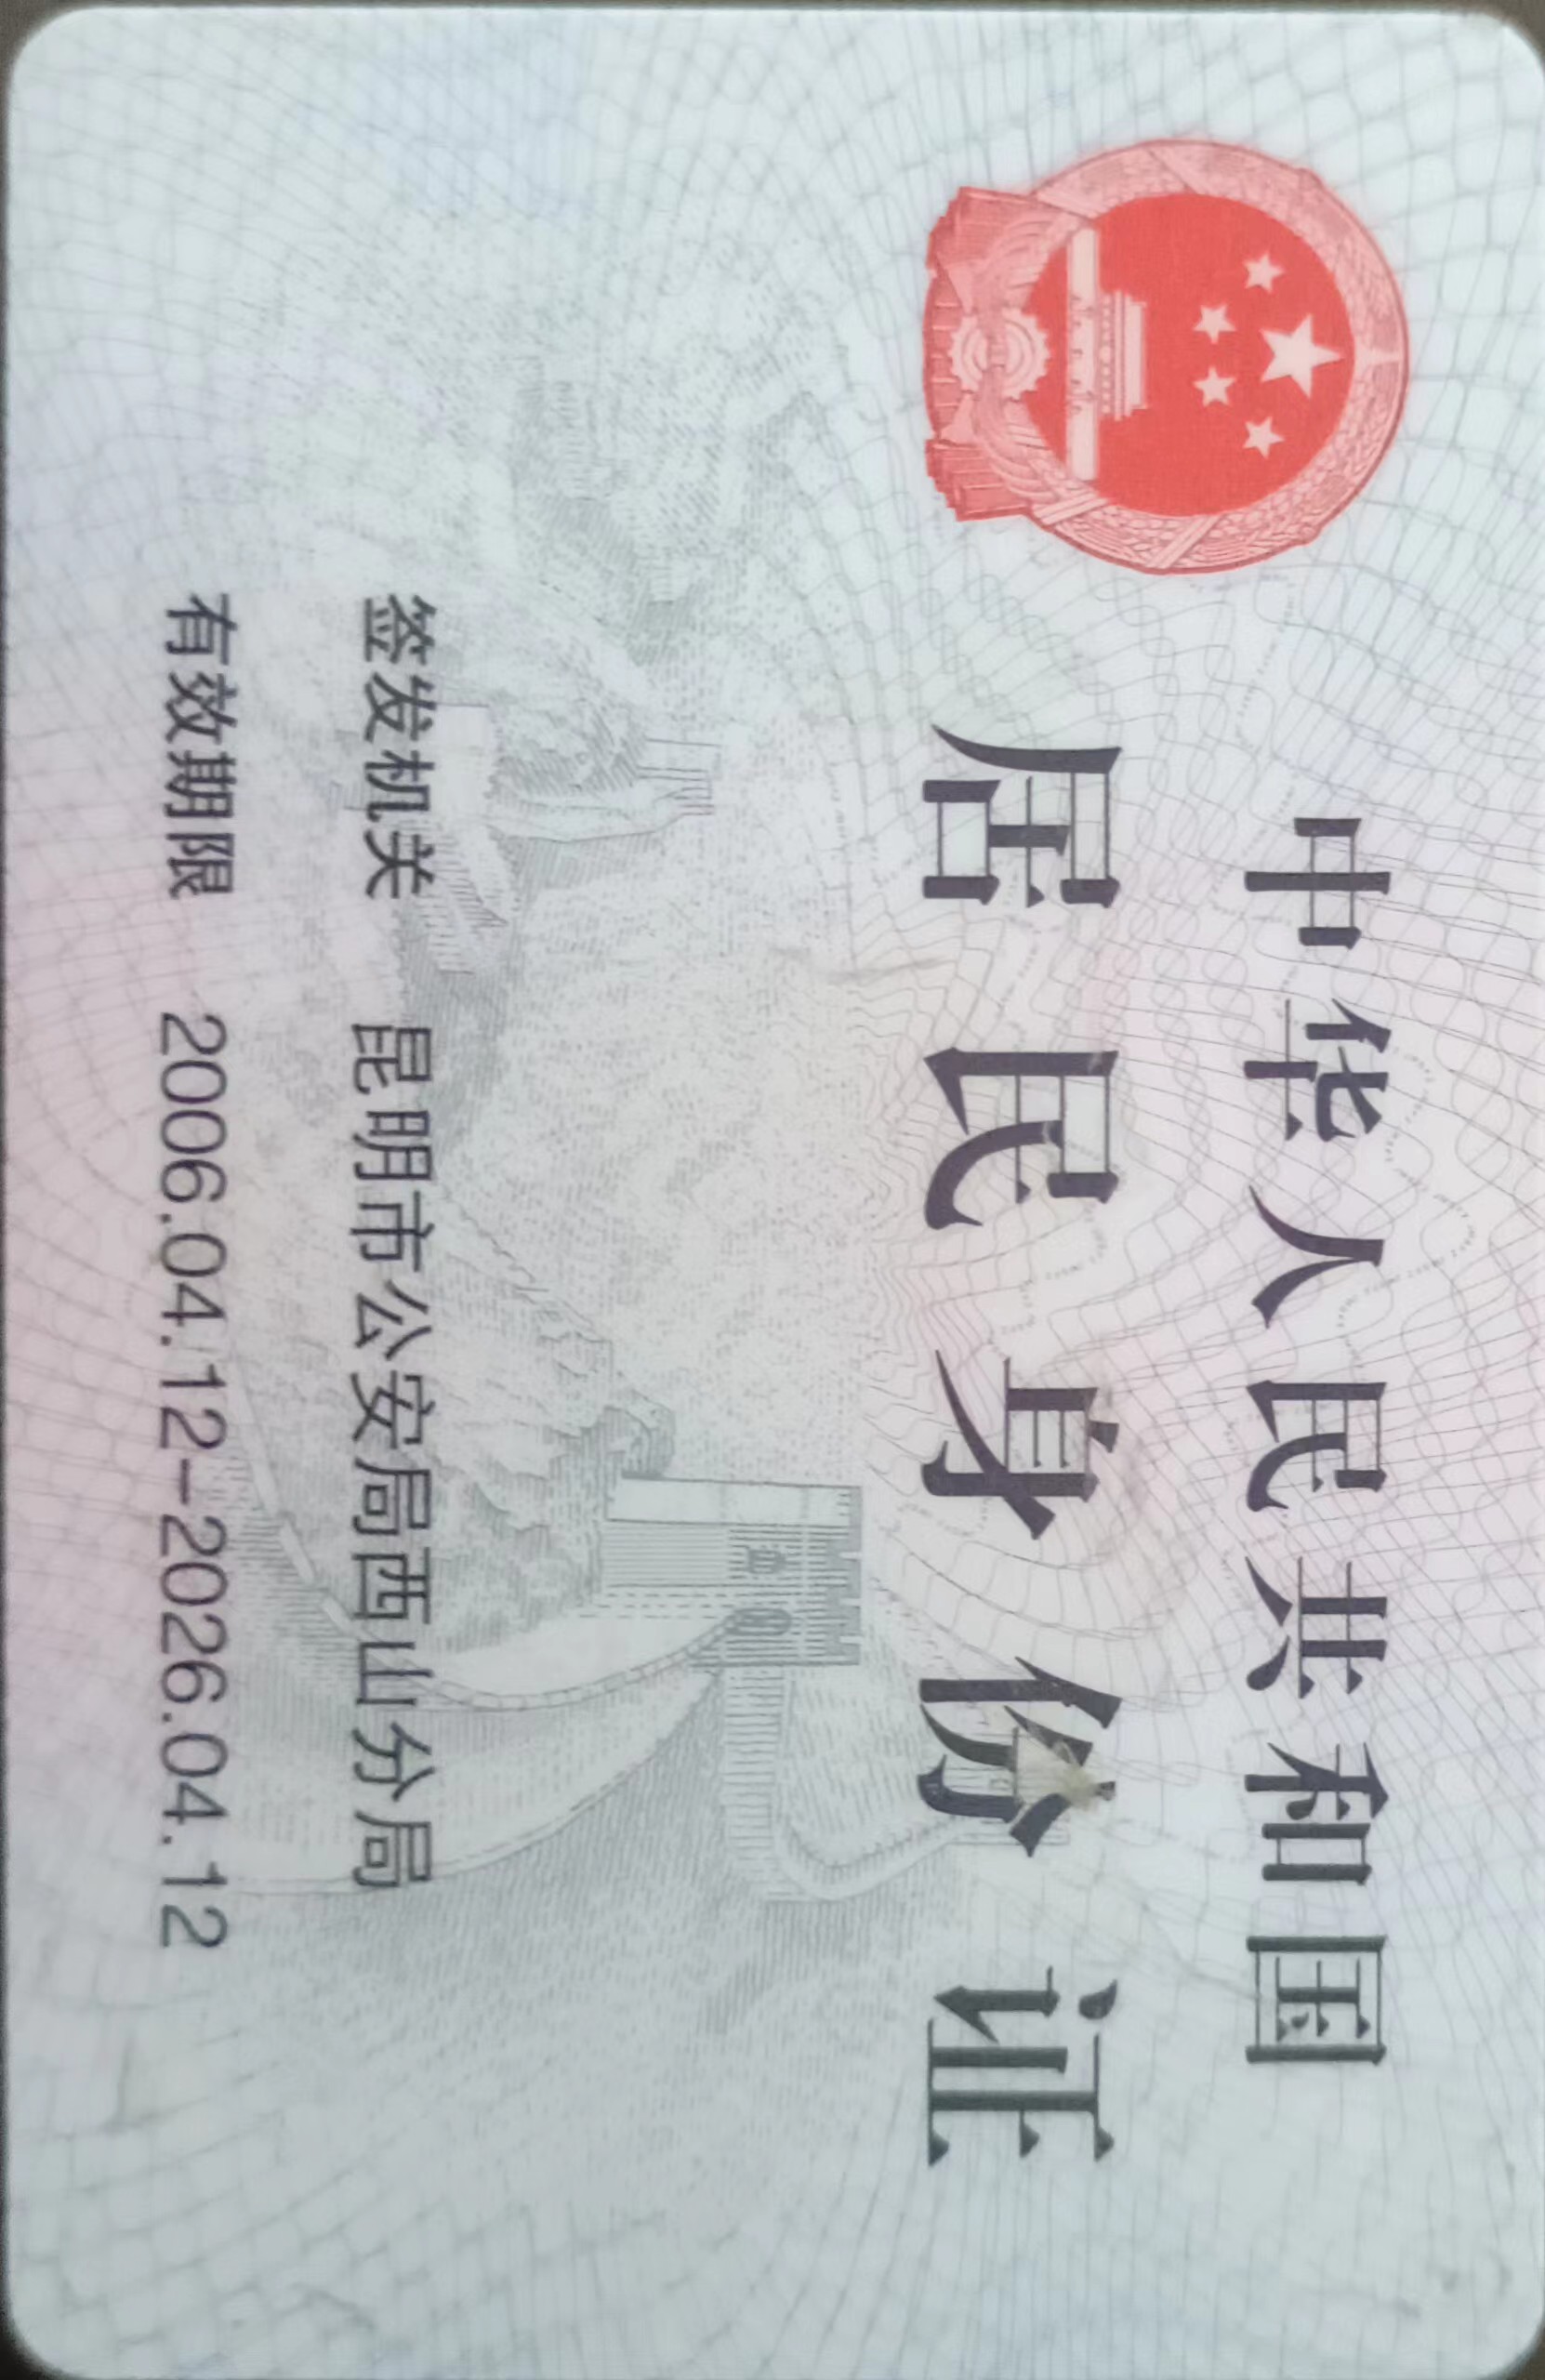 中华人民共和国
居民身份证
签发机关 昆明市公安局西山分局
有效期限 2006.04.12-2026.04.12